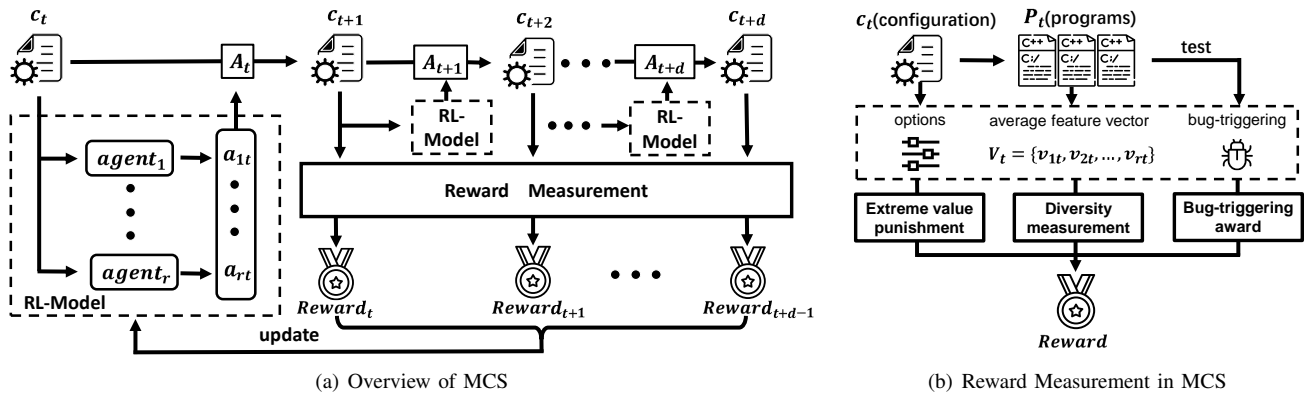 c_t
c_{t+1}
c_{t+2}
c_{t+d}
A_t
A_{t+1}
A_{t+d}
RL-
Model
RL-
Model
agent_1
a_{1t}
agent_r
a_{rt}
RL-Model
Reward Measurement
Reward_t
Reward_{t+1}
Reward_{t+d-1}
update
(a) Overview of MCS
c_t(configuration)
P_t(programs)
C++
C:/
C++
C:/
C++
C:/
test
options
average feature vector
bug-triggering
V_t = {v_{1t}, v_{2t}, ..., v_{rt}}
Extreme value
punishment
Diversity
measurement
Bug-triggering
award
Reward
(b) Reward Measurement in MCS